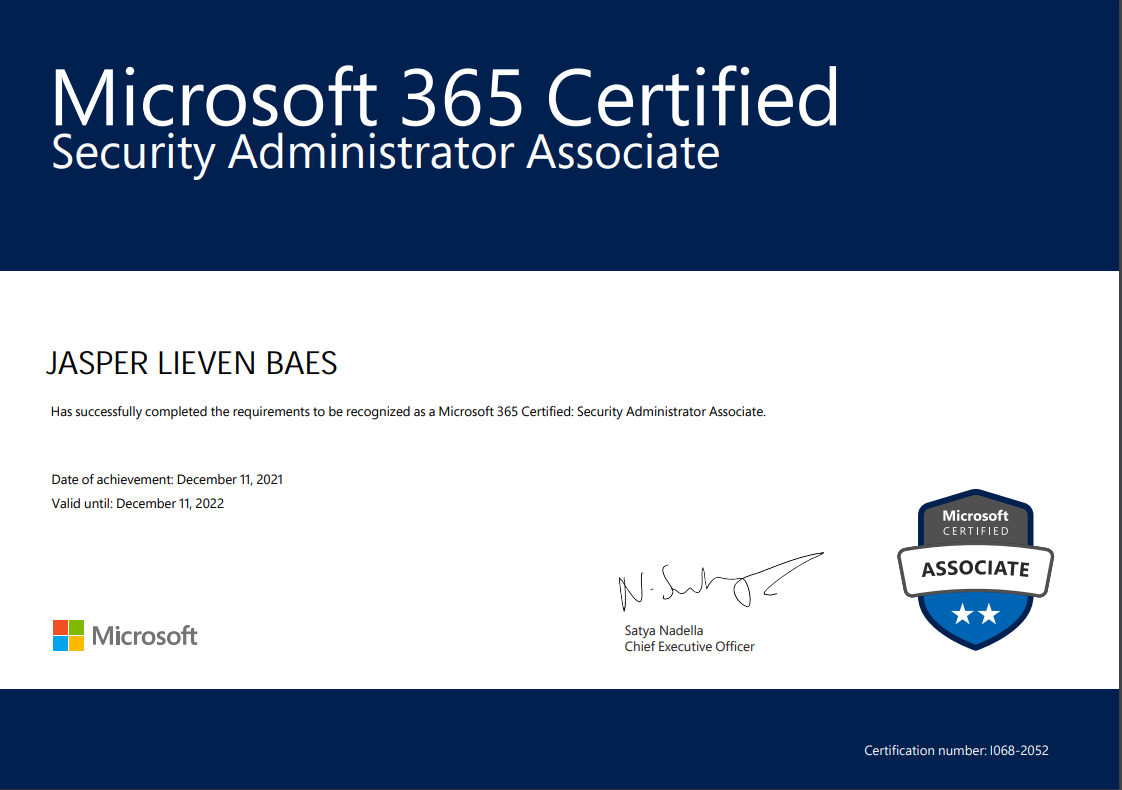 Microsoft 365 Certified
Security Administrator Associate
JASPER LIEVEN BAES
Has successfully completed the requirements to be recognized as a Microsoft 365 Certified: Security Administrator Associate.
Date of achievement: December 11, 2021
Valid until: December 11, 2022
Microsoft
CERTIFIED
ASSOCIATE
N. Satya
Satya Nadella
Chief Executive Officer
Microsoft
Certification number: I068-2052